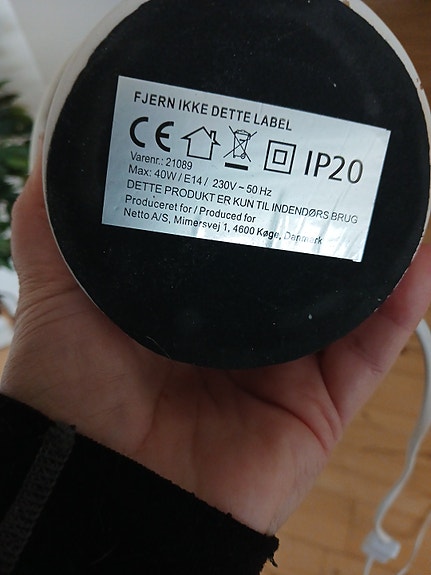 FJERN IKKE DETTE LABEL
CE IP20
Varenr.: 21089
Max: 40W / E14 / 230V ~ 50 Hz
DETTE PRODUKT ER KUN TIL INDENDØRS BRUG
Produceret for / Produced for
Netto A/S, Mimersvej 1, 4600 Køge, Danmark